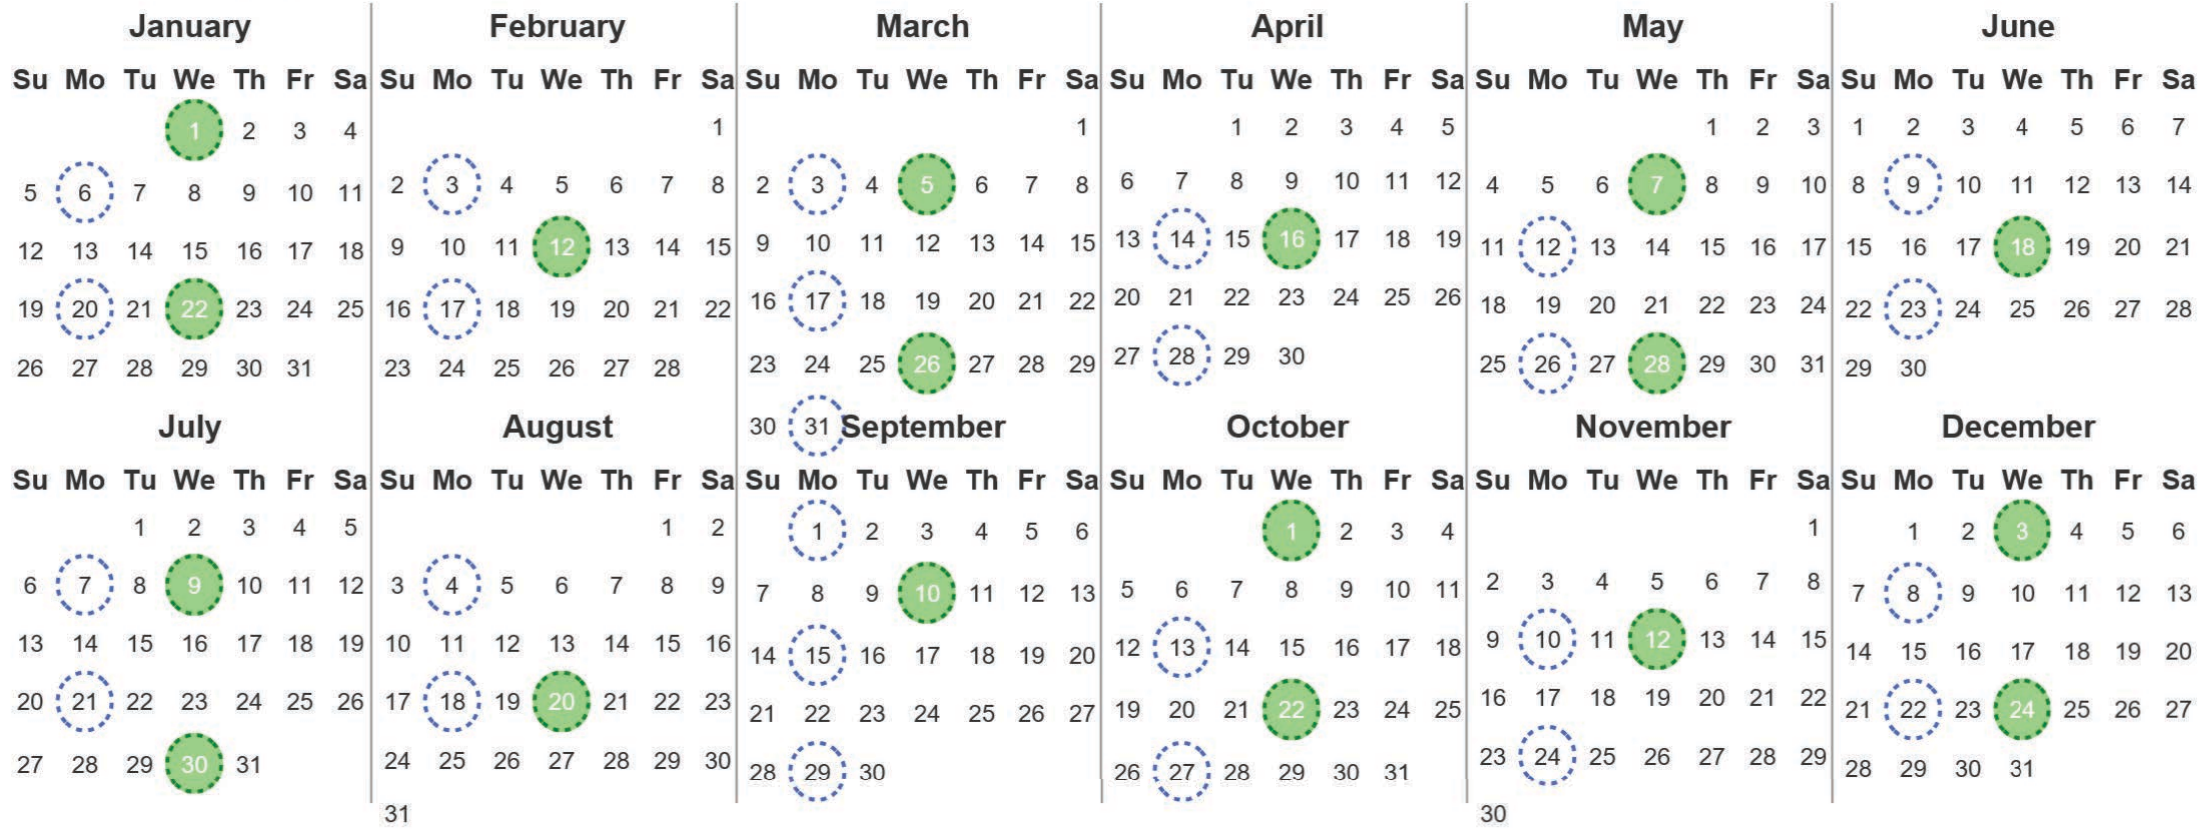 January February March April May June
Su Mo Tu We Th Fr Sa Su Mo Tu We Th Fr Sa Su Mo Tu We Th Fr Sa Su Mo Tu We Th Fr Sa Su Mo Tu We Th Fr Sa Su Mo Tu We Th Fr Sa
1 2 3 4 1 1 1 2 3 4 5 1 2 3 1 2 3 4 5 6 7
5 6 7 8 9 10 11 2 3 4 5 6 7 8 2 3 4 5 6 7 8 6 7 8 9 10 11 12 4 5 6 7 8 9 10 8 9 10 11 12 13 14
12 13 14 15 16 17 18 9 10 11 12 13 14 15 9 10 11 12 13 14 15 13 14 15 16 17 18 19 11 12 13 14 15 16 17 15 16 17 18 19 20 21
19 20 21 22 23 24 25 16 17 18 19 20 21 22 16 17 18 19 20 21 22 20 21 22 23 24 25 26 18 19 20 21 22 23 24 22 23 24 25 26 27 28
26 27 28 29 30 31 23 24 25 26 27 28 23 24 25 26 27 28 29 27 28 29 30 25 26 27 28 29 30 31 29 30
30 31
July August September October November December
Su Mo Tu We Th Fr Sa Su Mo Tu We Th Fr Sa Su Mo Tu We Th Fr Sa Su Mo Tu We Th Fr Sa Su Mo Tu We Th Fr Sa Su Mo Tu We Th Fr Sa
1 2 3 4 5 1 2 1 2 3 4 5 6 1 2 3 4 1 1 2 3 4 5 6
6 7 8 9 10 11 12 3 4 5 6 7 8 9 7 8 9 10 11 12 13 5 6 7 8 9 10 11 2 3 4 5 6 7 8 7 8 9 10 11 12 13
13 14 15 16 17 18 19 10 11 12 13 14 15 16 14 15 16 17 18 19 20 12 13 14 15 16 17 18 9 10 11 12 13 14 15 14 15 16 17 18 19 20
20 21 22 23 24 25 26 17 18 19 20 21 22 23 21 22 23 24 25 26 27 19 20 21 22 23 24 25 16 17 18 19 20 21 22 21 22 23 24 25 26 27
27 28 29 30 31 24 25 26 27 28 29 30 28 29 30 26 27 28 29 30 31 23 24 25 26 27 28 29 28 29 30 31
31 30